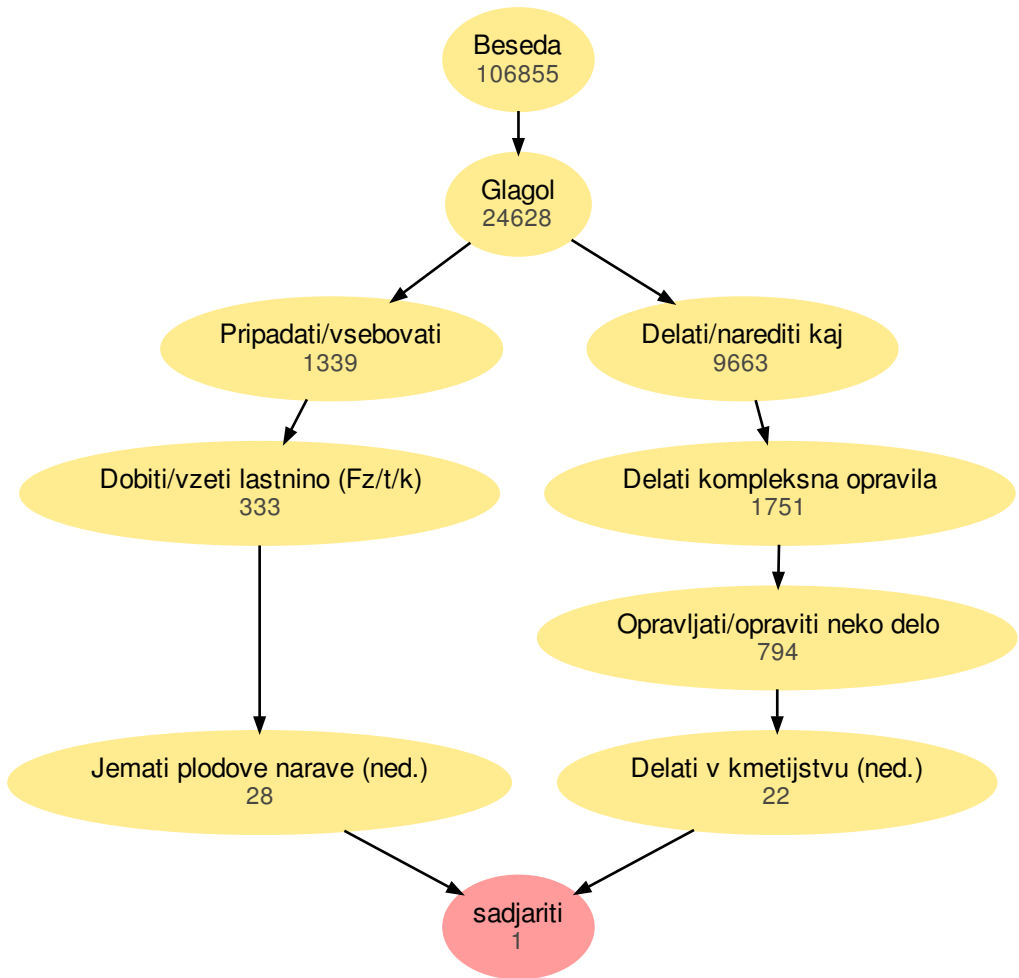 Beseda
106855
Glagol
24628
Pripadati/vsebovati
1339
Delati/narediti kaj
9663
Dobiti/vzeti lastnino (Fz/t/k)
333
Delati kompleksna opravila
1751
Opravljati/opraviti neko delo
794
Jemati plodove narave (ned.)
28
Delati v kmetijstvu (ned.)
22
sadjariti
1